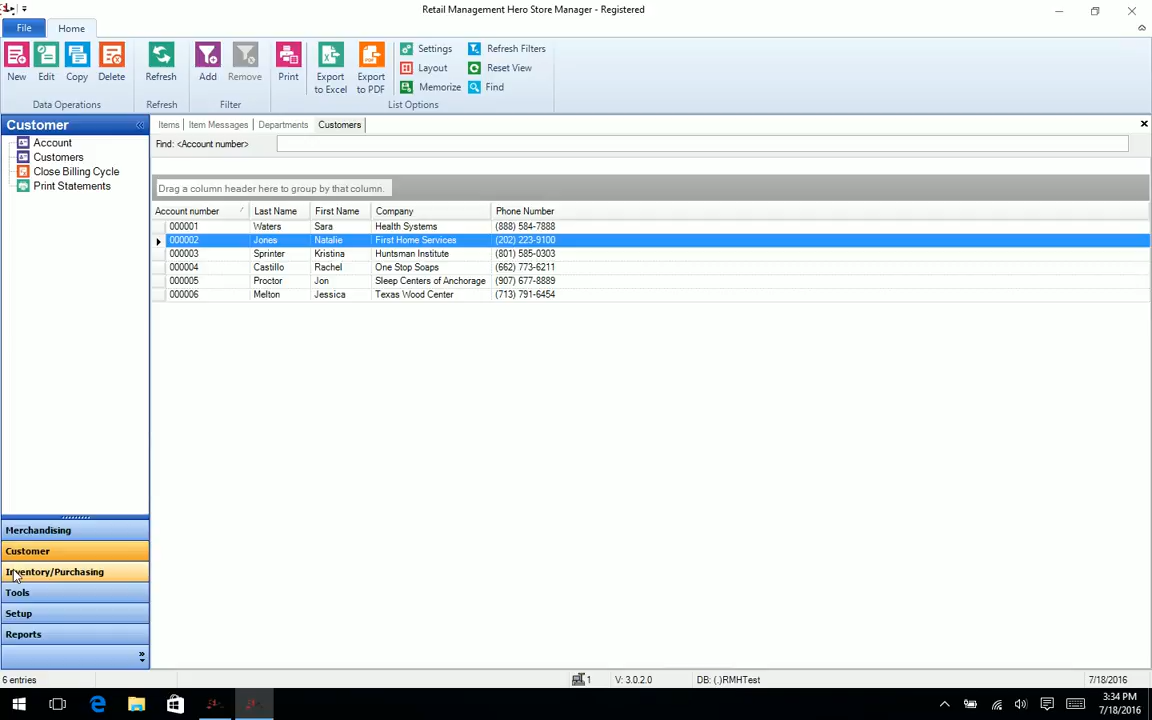 Retail Management Hero Store Manager - Registered
File Home
New Edit Copy Delete Refresh Add Remove Print Export to Excel Export to PDF
Settings Refresh Filters
Layout Reset View
Memorize Find
Data Operations Refresh Filter List Options
Customer
Account
Customers
Close Billing Cycle
Print Statements
Items Item Messages Departments Customers
Find: <Account number>
Drag a column header here to group by that column.
Account number Last Name First Name Company Phone Number
000001 Waters Sara Health Systems (888) 584-7888
000002 Jones Natalie First Home Services (202) 223-9100
000003 Sprinter Kristina Huntsman Institute (801) 585-0303
000004 Castillo Rachel One Stop Soaps (662) 773-6211
000005 Proctor Jon Sleep Centers of Anchorage (907) 677-8889
000006 Melton Jessica Texas Wood Center (713) 791-6454
Merchandising
Customer
Inventory/Purchasing
Tools
Setup
Reports
6 entries 1 V: 3.0.2.0 DB: (.)RMHTest 7/18/2016
3:34 PM
7/18/2016